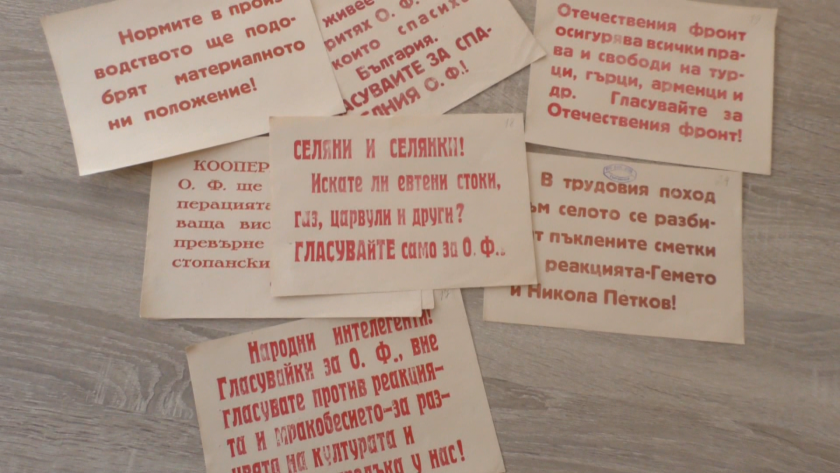 Нормите в произ-
водството ще подо-
брят материалното
ни положение!
живее
ритях О. Ф.
които спасиха
България.
ГЛАСУВАЙТЕ ЗА СПА-
О. Ф.!
Отечествения фронт
осигурява всички пра-
ва и свободи на тур-
ци, гърци, арменци и
др. Гласувайте за
Отечествения фронт!
КООПЕР
О. Ф. ще
перацията
ваща вис
превърне
стопански
СЕЛЯНИ И СЕЛЯНКИ!
Искате ли евтени стоки,
газ, царвули и други?
ГЛАСУВАЙТЕ само за О. Ф..
В трудовия поход
към селото се разби-
т пъклените сметки
реакцията-Гемето
и Никола Петков!
Народни интелегенти!
Гласувайки за О. Ф., вие
гласувате против реакция-
та и мракобесието-за раз-
цвета на културата и
у нас!